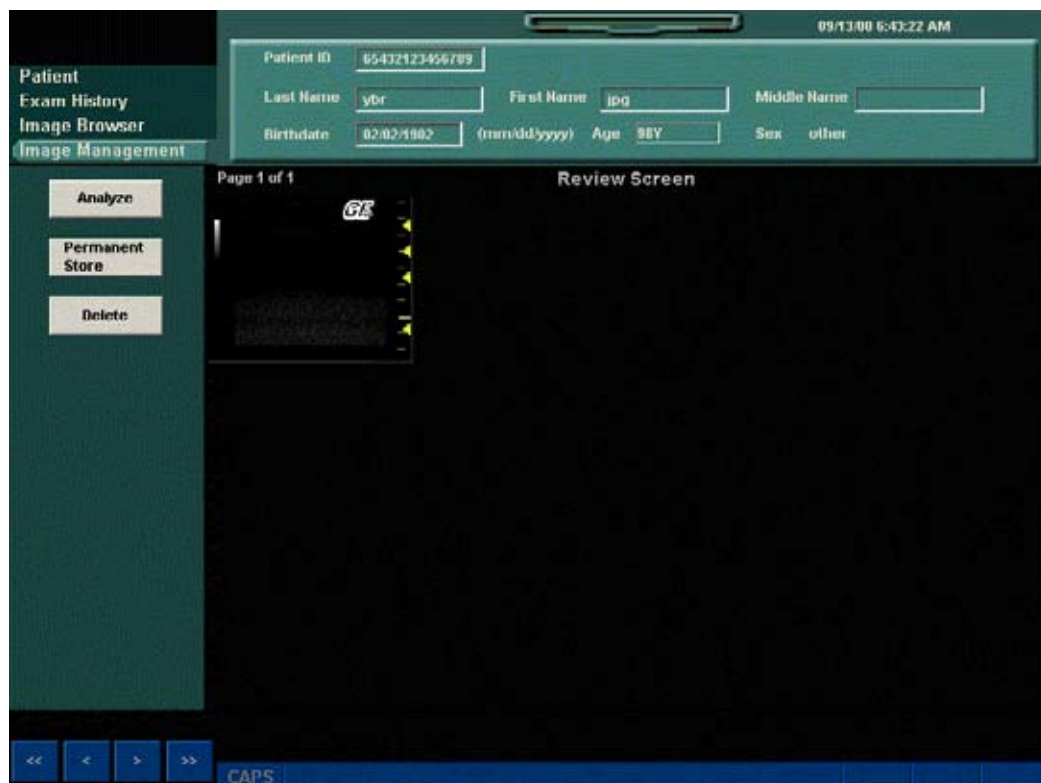 09/13/00 6:43:22 AM
Patient ID 65432123456789
Last Name ybr First Name jpg Middle Name
Birthdate 02/02/1902 (mm/dd/yyyy) Age 98Y Sex other
Patient
Exam History
Image Browser
Image Management
Analyze
Permanent
Store
Delete
Page 1 of 1 Review Screen
GE
<< < > >>
CAPS